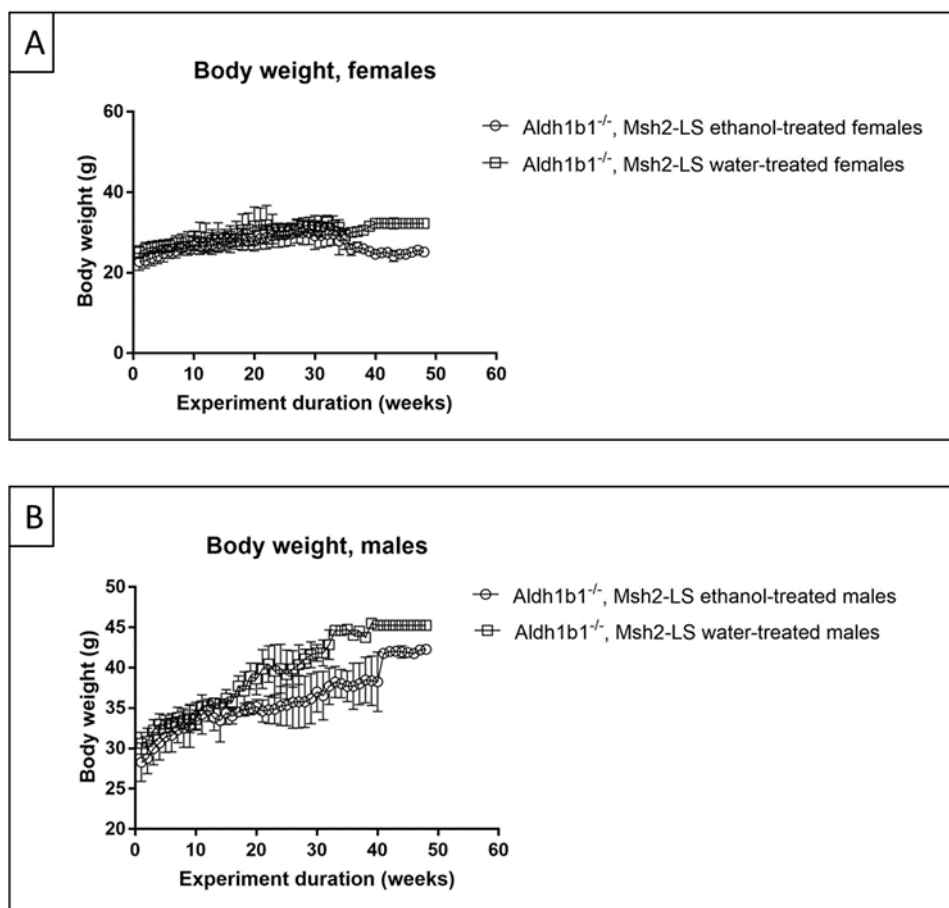 A
Body weight, females
60
40
20
0
Body weight (g)
0 10 20 30 40 50 60
Experiment duration (weeks)
Aldh1b1-/-, Msh2-LS ethanol-treated females
Aldh1b1-/-, Msh2-LS water-treated females
B
Body weight, males
50
45
40
35
30
25
20
Body weight (g)
0 10 20 30 40 50 60
Experiment duration (weeks)
Aldh1b1-/-, Msh2-LS ethanol-treated males
Aldh1b1-/-, Msh2-LS water-treated males